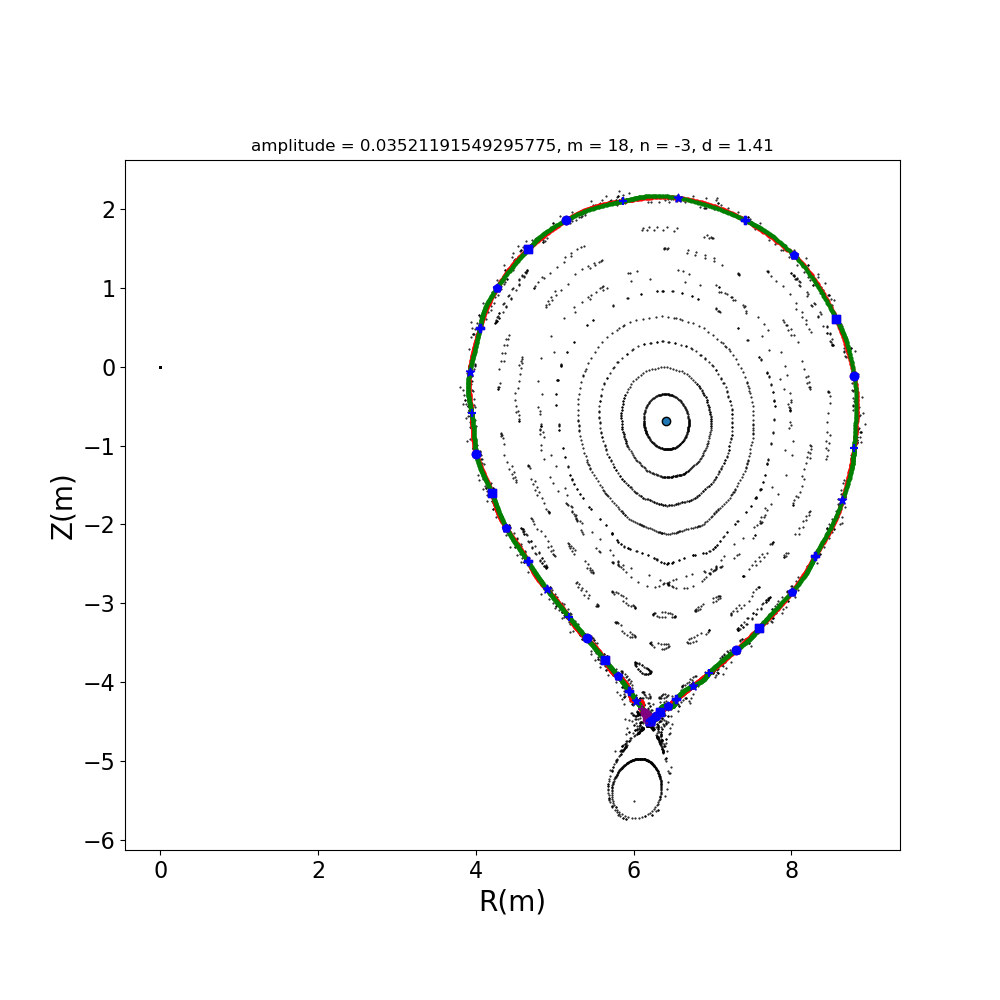 amplitude = 0.03521191549295775, m = 18, n = -3, d = 1.41
2
1
0
−1
−2
−3
−4
−5
−6
Z(m)
0 2 4 6 8
R(m)